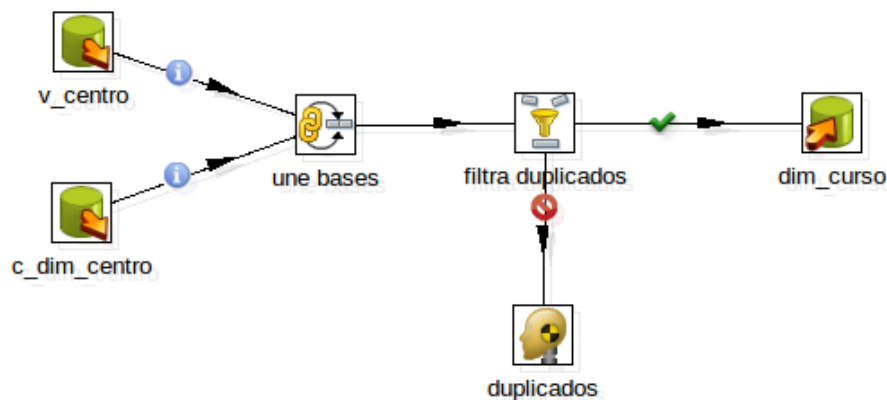 v_centro
c_dim_centro
une bases
filtra duplicados
dim_curso
duplicados